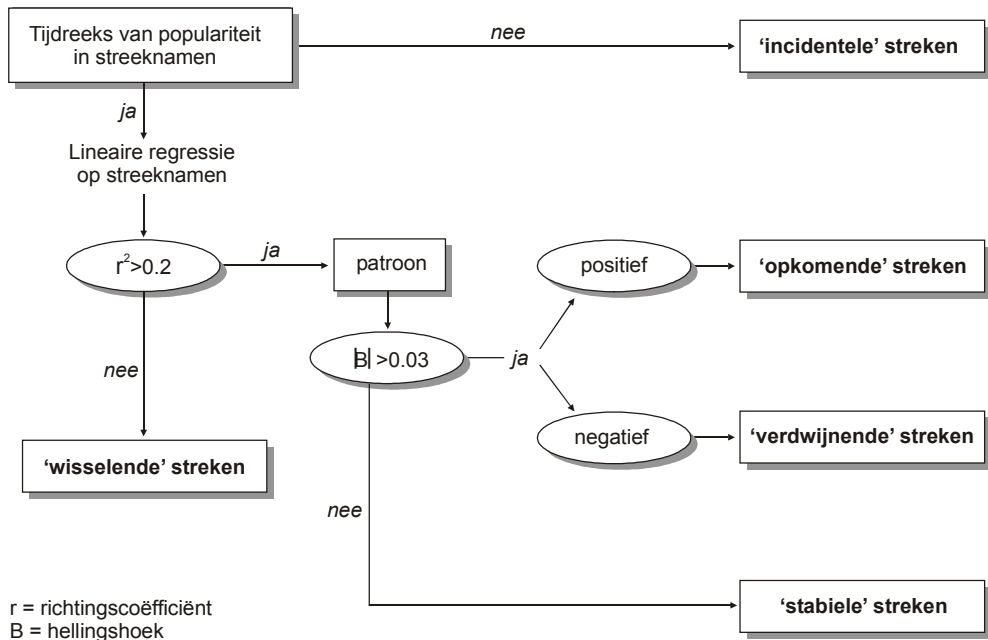 Tijdreeks van populariteit
in streeknamen
nee
‘incidentele’ streken
ja
Lineaire regressie
op streeknamen
r²>0.2
ja
patroon
positief
‘opkomende’ streken
|B| >0.03
ja
nee
negatief
‘verdwijnende’ streken
‘wisselende’ streken
nee
‘stabiele’ streken
r = richtingscoëfficiënt
B = hellingshoek